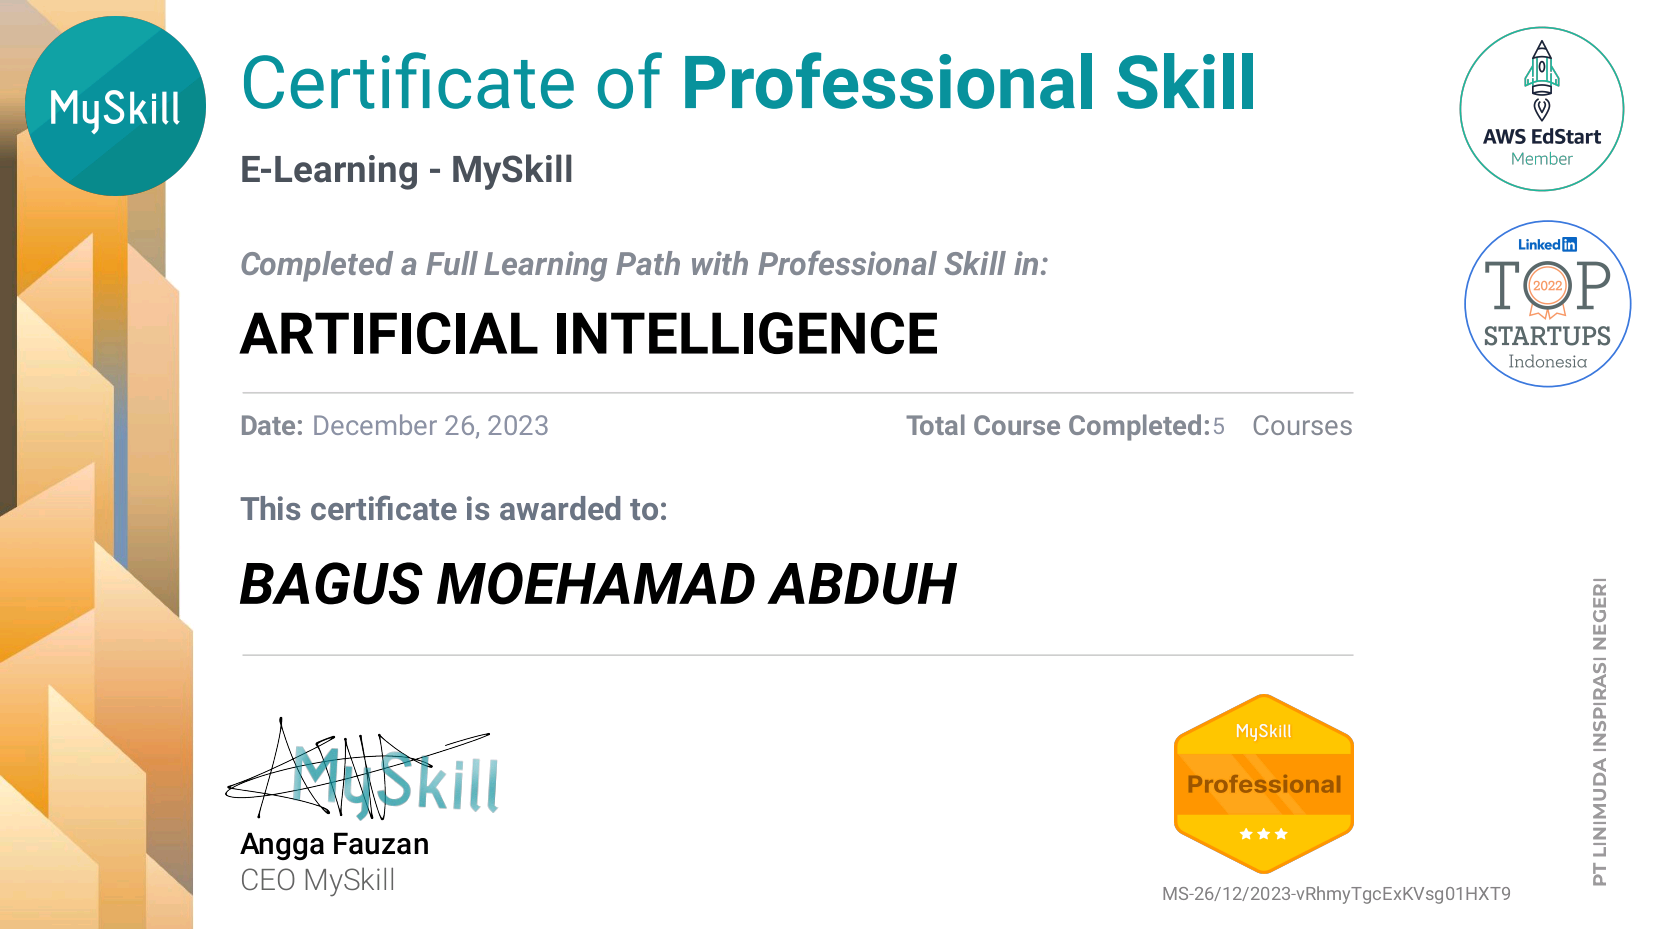 MySkill
Certificate of Professional Skill
E-Learning - MySkill
AWS EdStart
Member
Linked in
TOP
2022
STARTUPS
Indonesia
Completed a Full Learning Path with Professional Skill in:
ARTIFICIAL INTELLIGENCE
Date: December 26, 2023
Total Course Completed:5 Courses
This certificate is awarded to:
BAGUS MOEHAMAD ABDUH
MySkill
Angga Fauzan
CEO MySkill
MySkill
Professional
MS-26/12/2023-vRhmyTgcExKVsg01HXT9
PT LINIMUDA INSPIRASI NEGERI